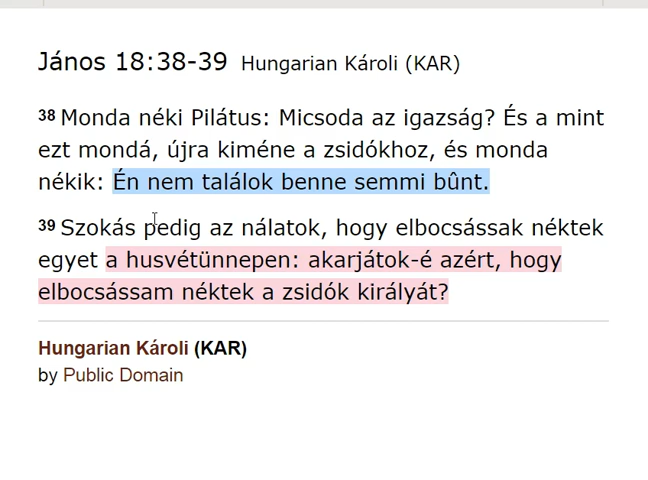 János 18:38-39 Hungarian Károli (KAR)
38 Monda néki Pilátus: Micsoda az igazság? És a mint
ezt mondá, újra kiméne a zsidókhoz, és monda
nékik: Én nem találok benne semmi bûnt.
39 Szokás pedig az nálatok, hogy elbocsássak néktek
egyet a husvétünnepen: akarjátok-é azért, hogy
elbocsássam néktek a zsidók királyát?
Hungarian Károli (KAR)
by Public Domain